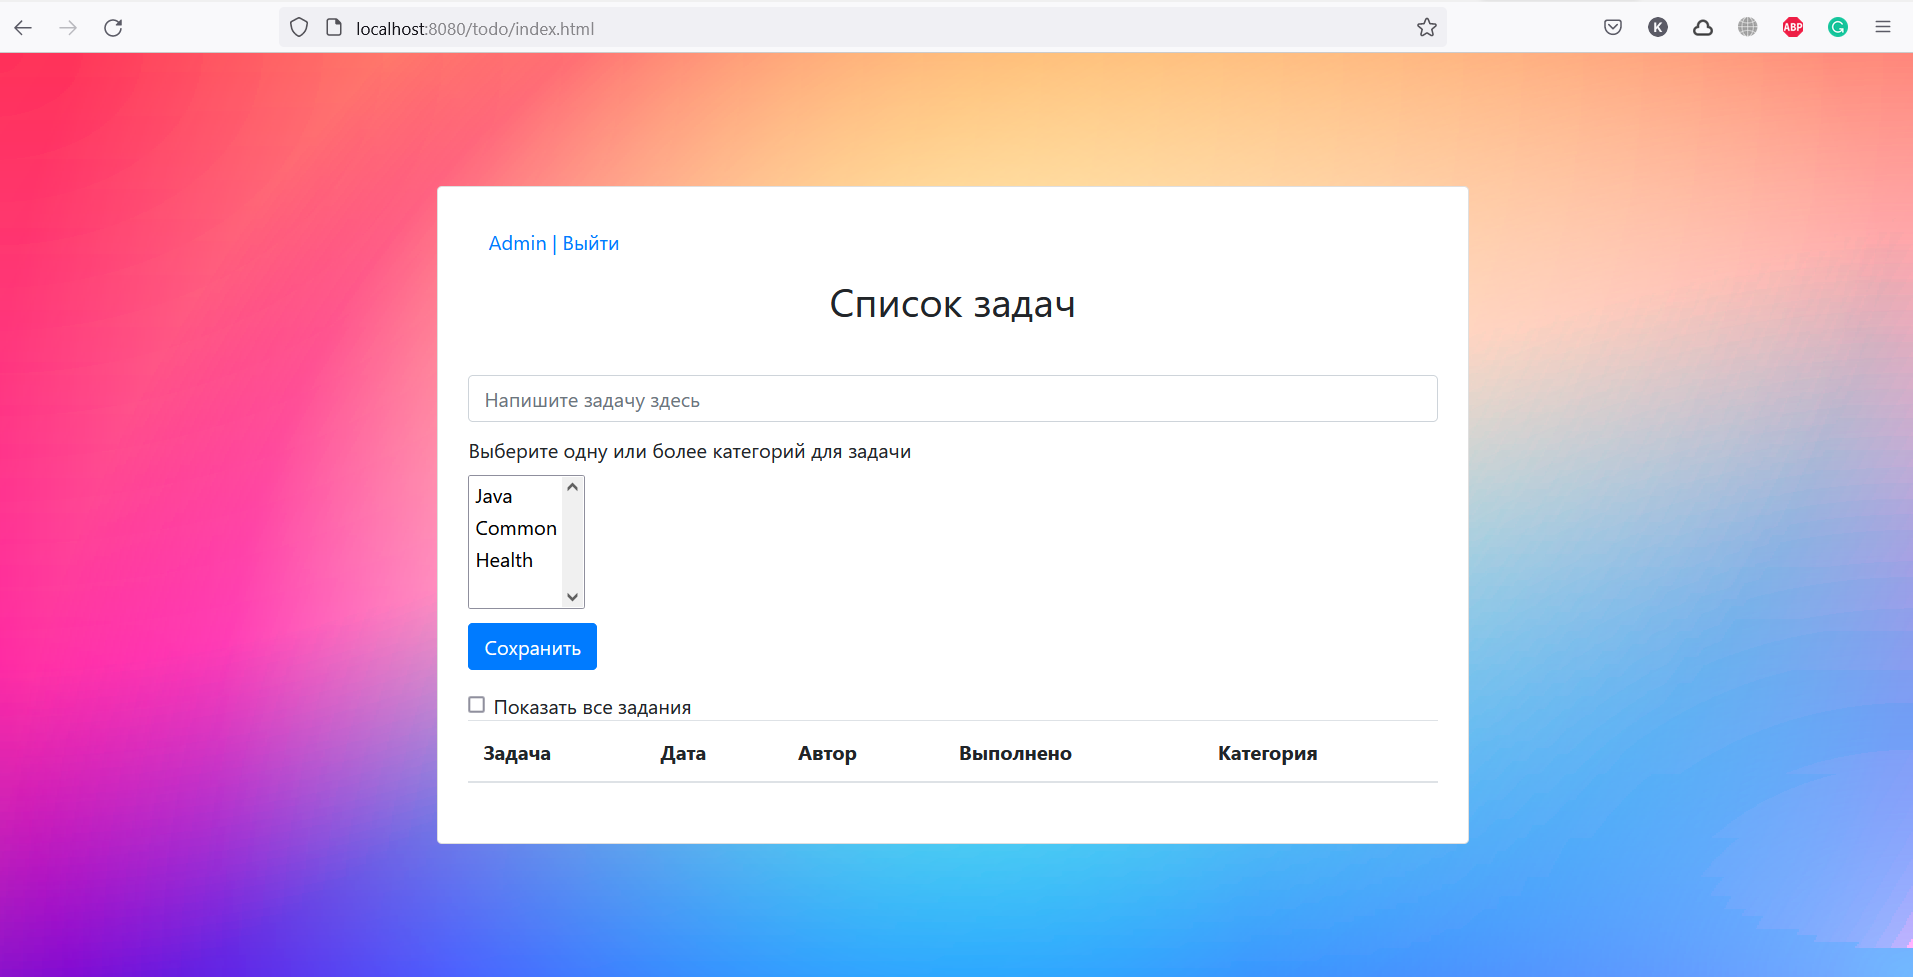 localhost:8080/todo/index.html
K
ABP
G
Admin | Выйти
Список задач
Напишите задачу здесь
Выберите одну или более категорий для задачи
Java
Common
Health
Сохранить
Показать все задания
Задача Дата Автор Выполнено Категория